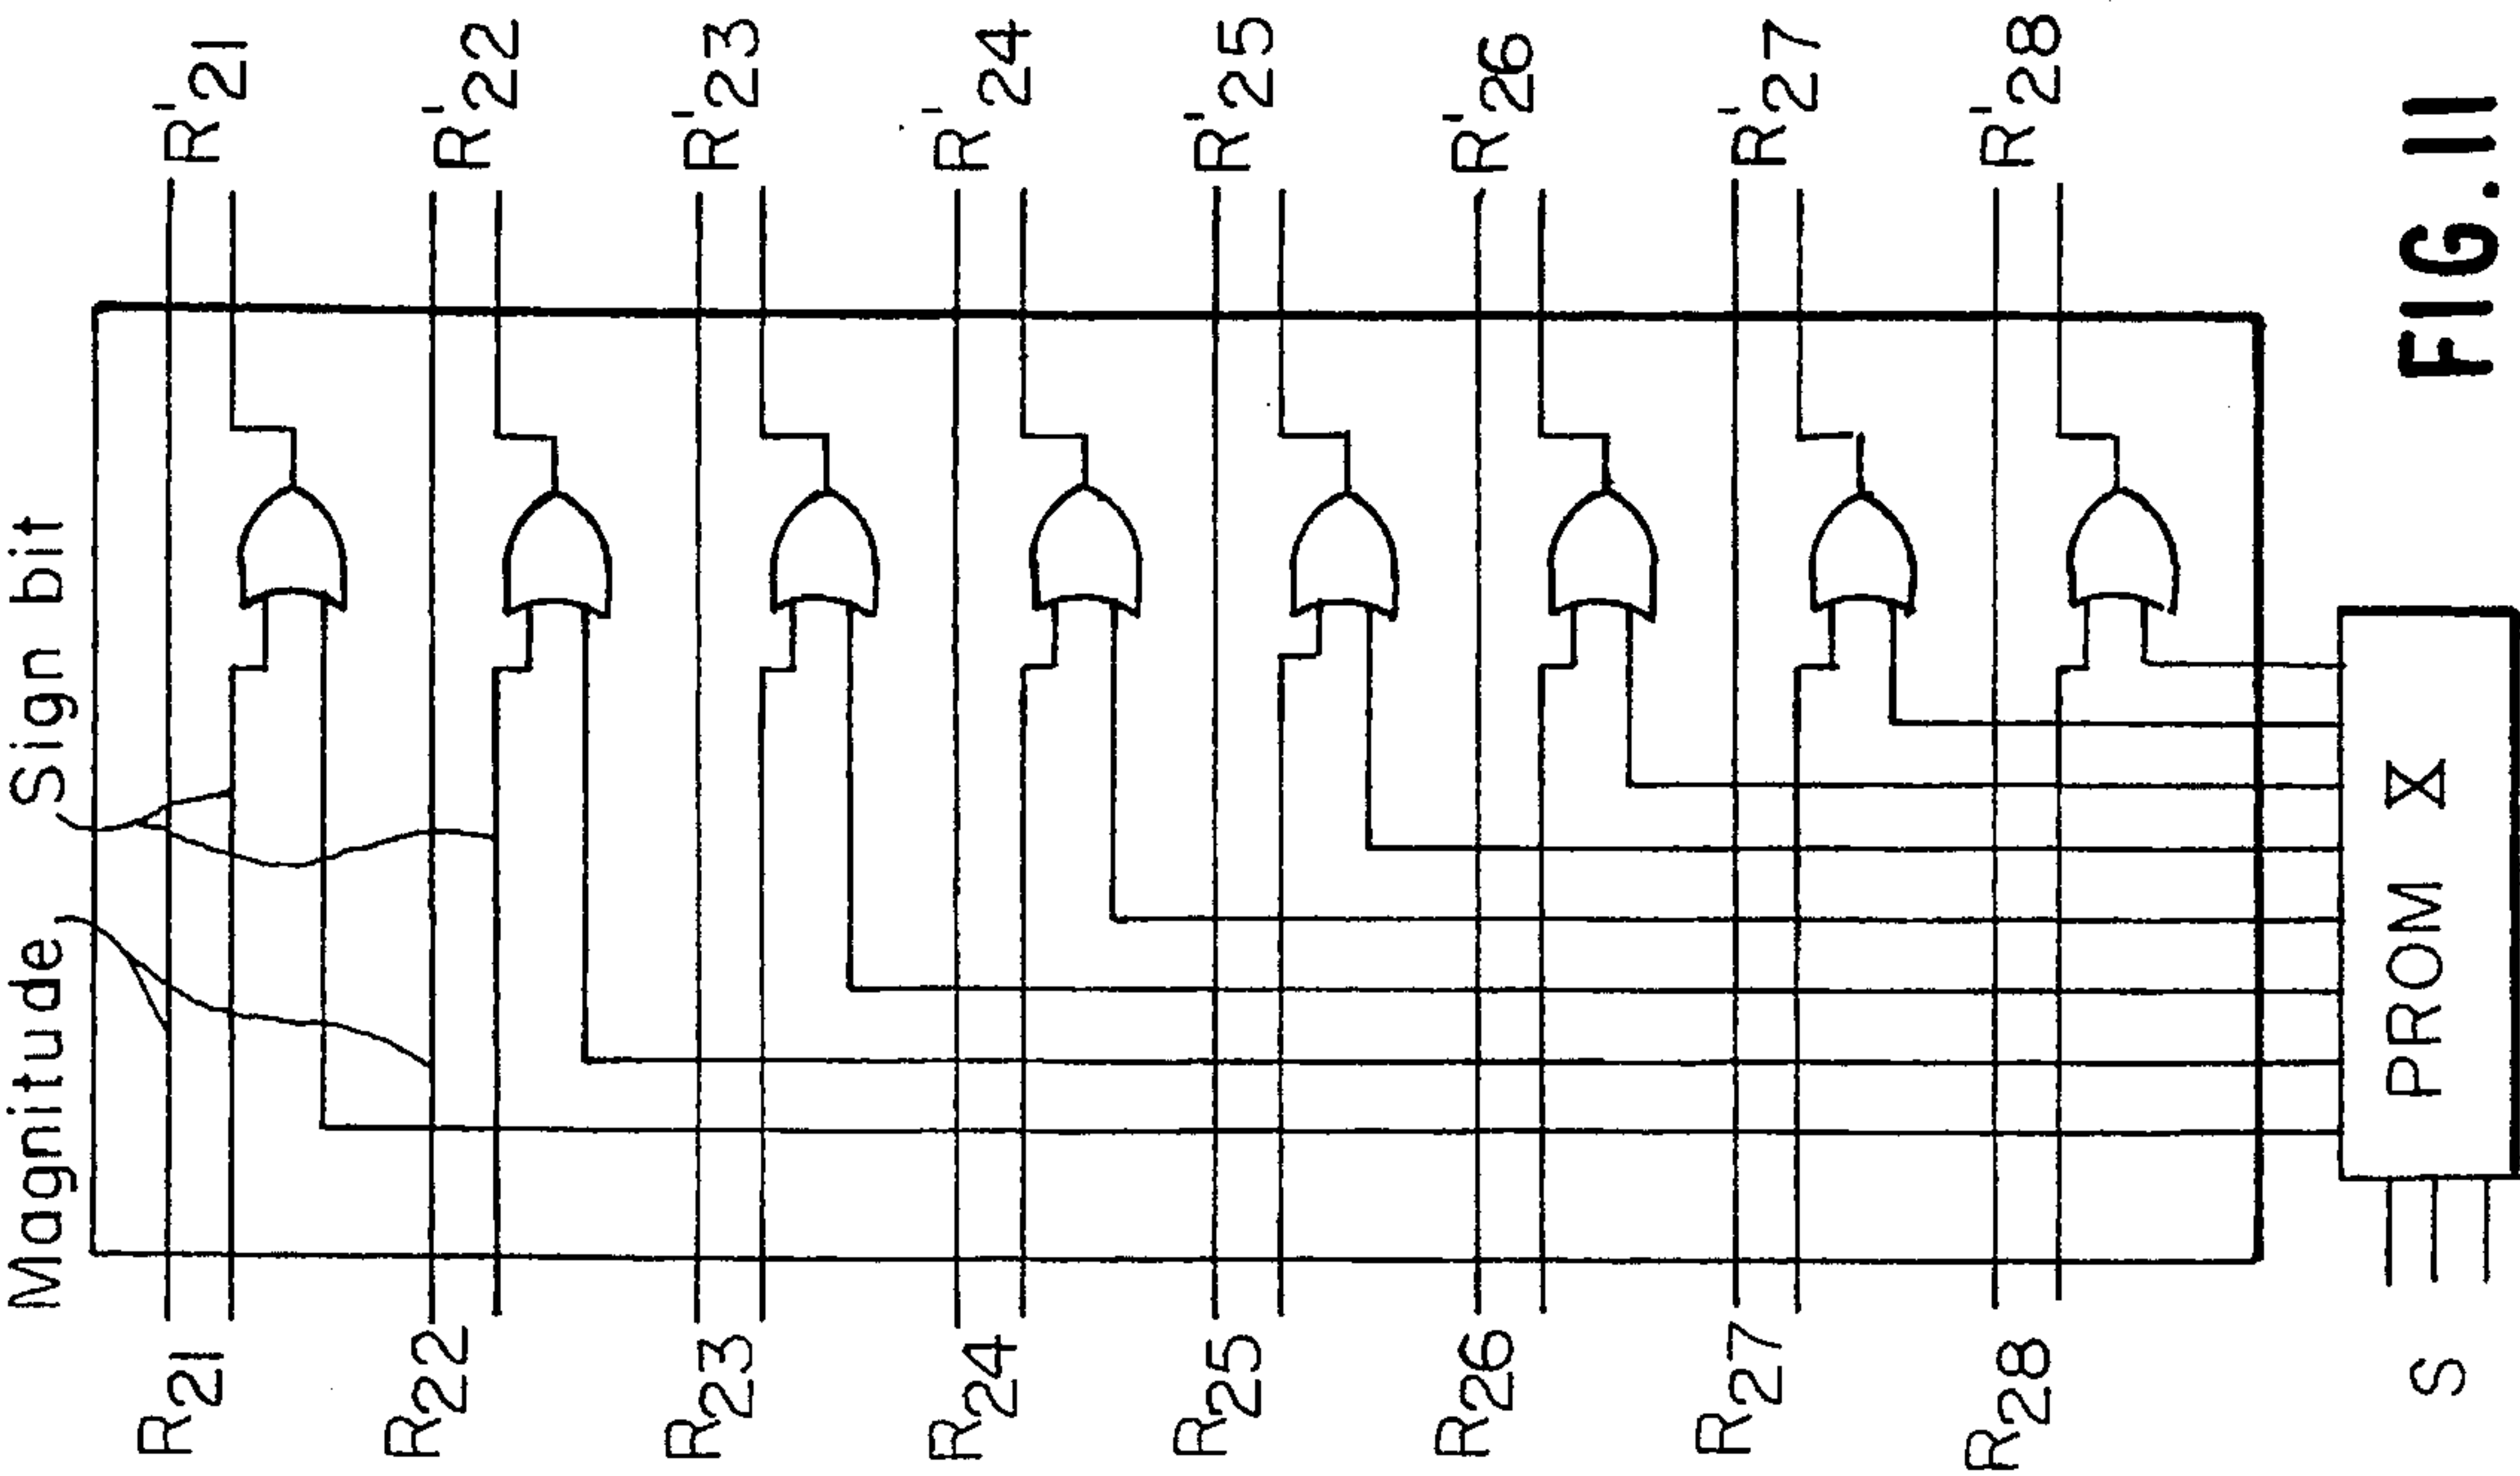 Magnitude Sign bit
R21 R'21
R22 R'22
R23 R'23
R24 R'24
R25 R'25
R26 R'26
R27 R'27
R28 R'28
S PROM X
FIG. 11